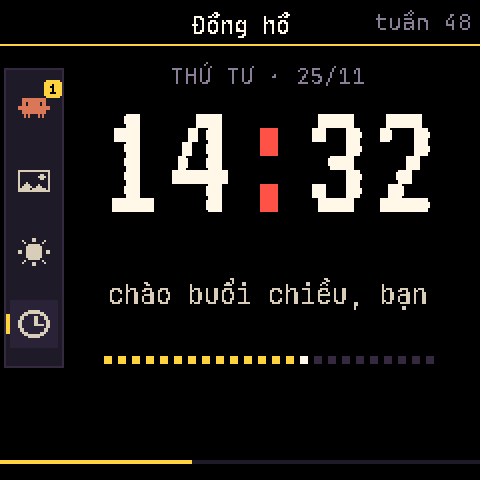 Đồng hồ
tuần 48
1
THỨ TƯ · 25/11
14:32
chào buổi chiều, bạn